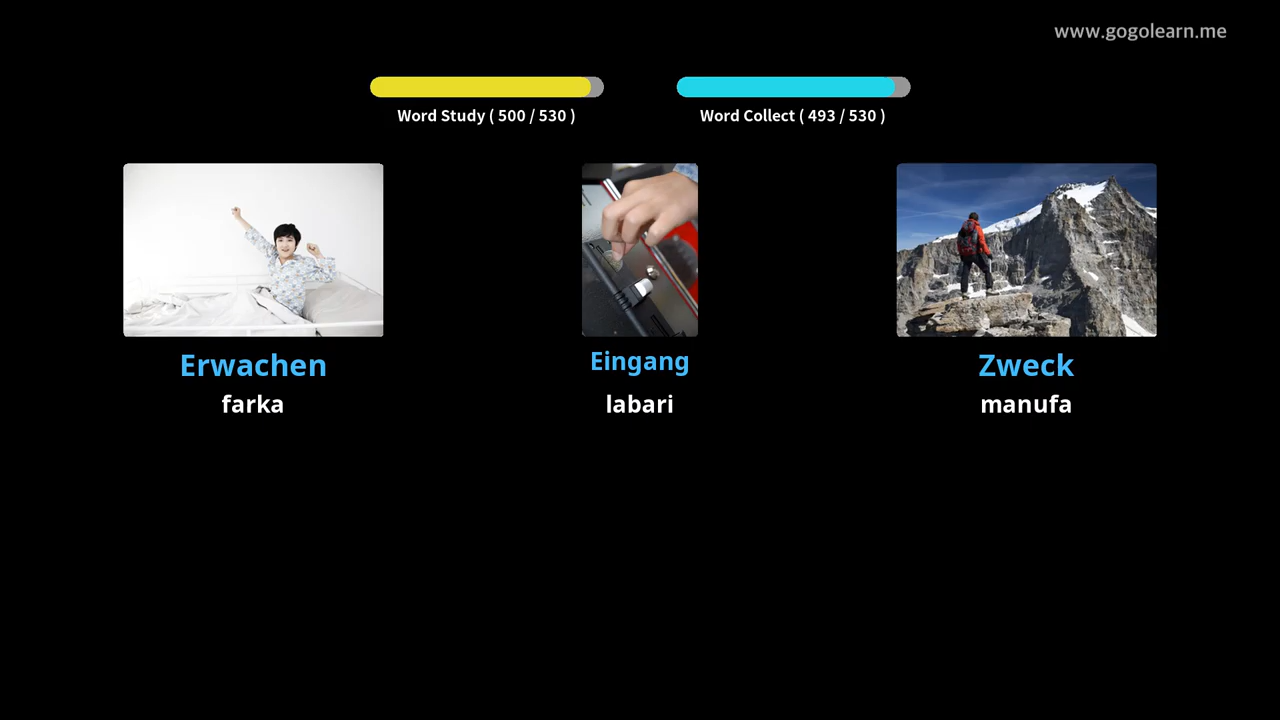 www.gogolearn.me
Word Study ( 500 / 530 )
Word Collect ( 493 / 530 )
Erwachen
farka
Eingang
labari
Zweck
manufa